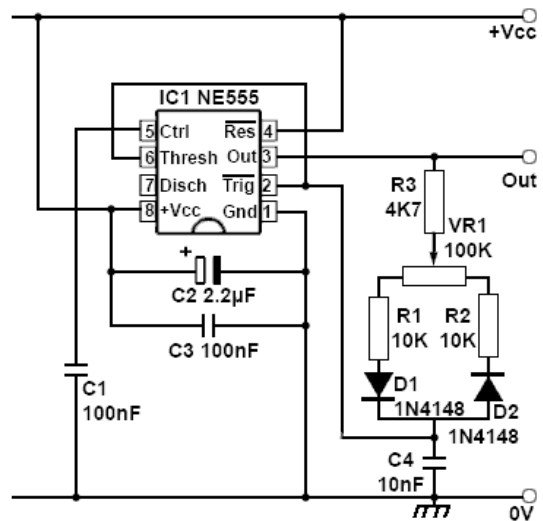 +Vcc
IC1 NE555
5 Ctrl Res 4
6 Thresh Out 3
7 Disch Trig 2
8 +Vcc Gnd 1
Out
R3
4K7
VR1
100K
+
C2 2.2µF
C3 100nF
R1
10K
R2
10K
C1
100nF
D1
1N4148
D2
1N4148
C4
10nF
0V